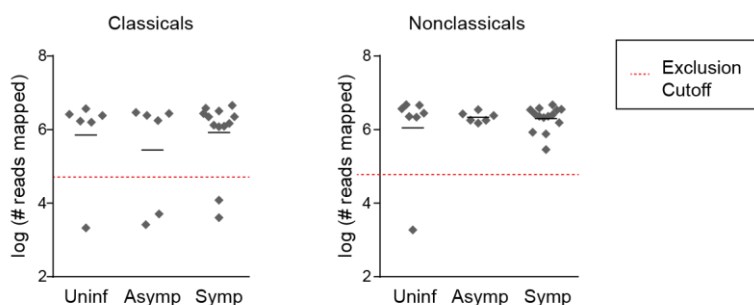 Classicals
log (# reads mapped)
8
6
4
2
Uninf Asymp Symp
Nonclassicals
log (# reads mapped)
8
6
4
2
Uninf Asymp Symp
Exclusion
Cutoff